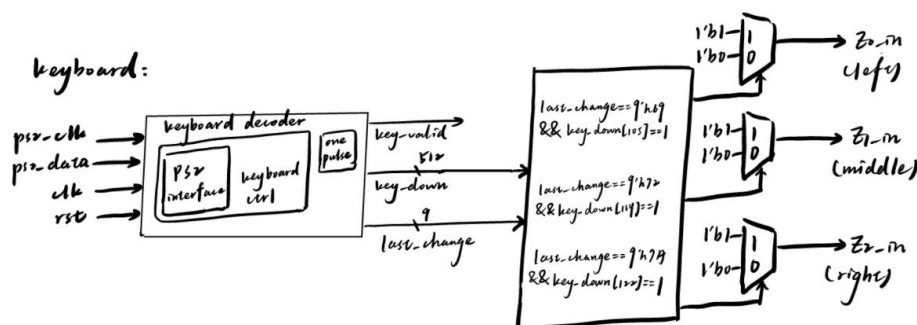 keyboard:
ps2_clk
ps2_data
clk
rst
keyboard decoder
ps2
interface
keyboard
ctrl
one
pulse
key_valid
512
key_down
9
last_change
last_change==9'h69
&& key_down[105]==1
last_change==9'h72
&& key_down[114]==1
last_change==9'h7A
&& key_down[122]==1
1'b1
1
1'b0
0
Z0_in
(left)
1'b1
1
1'b0
0
Z1_in
(middle)
1'b1
1
1'b0
0
Z2_in
(right)